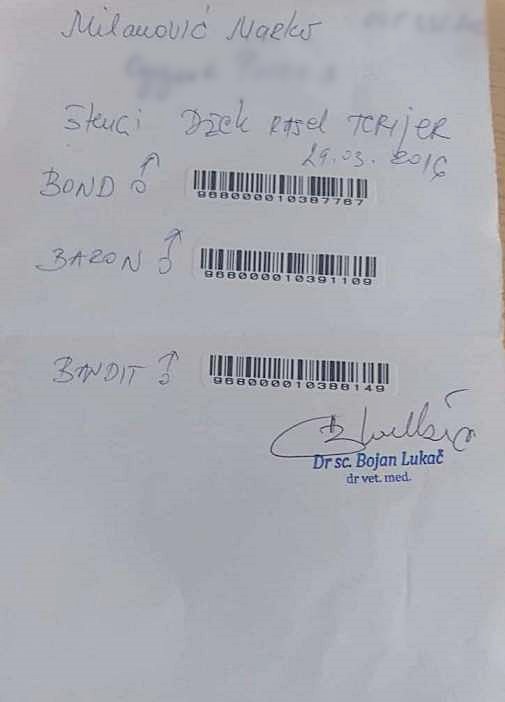 Milanović Marko
štenci Džek Rasel TERIJER
29.03.2016
BOND ♂
968000010387767
BARON ♂
968000010391109
BANDIT ♂
968000010388149
Dr sc. Bojan Lukač
dr vet. med.